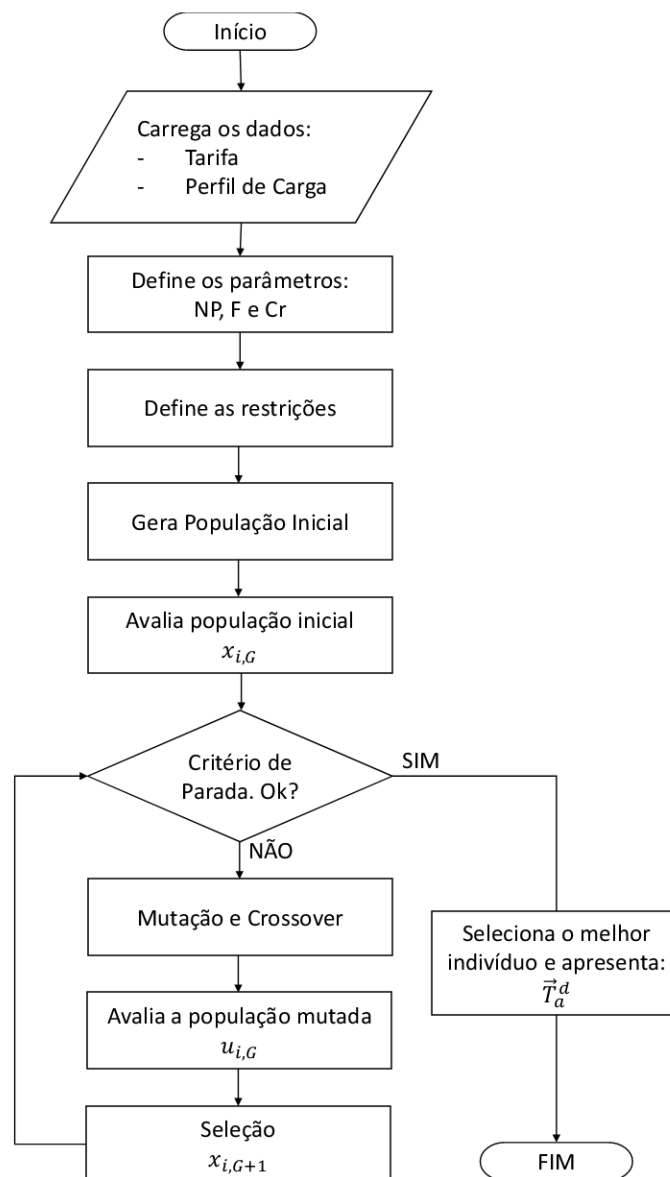 Início
Carrega os dados:
- Tarifa
- Perfil de Carga
Define os parâmetros:
NP, F e Cr
Define as restrições
Gera População Inicial
Avalia população inicial
$x_{i,G}$
Critério de
Parada. Ok?
SIM
NÃO
Mutação e Crossover
Avalia a população mutada
$u_{i,G}$
Seleção
$x_{i,G+1}$
Seleciona o melhor
indivíduo e apresenta:
$\vec{T}_a^d$
FIM